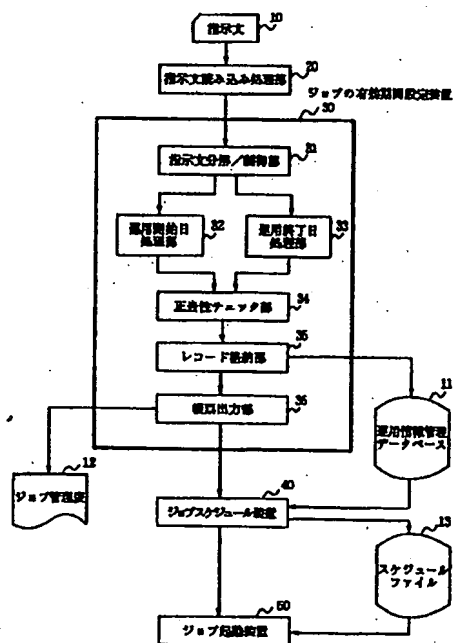 指示文
10
指示文読み込み処理部
20
ジョブの有効期間設定装置
30
指示文分析/制御部
31
運用開始日
処理部
32
運用終了日
処理部
33
正当性チェック部
34
レコード格納部
35
帳票出力部
36
運用情報管理
データベース
11
ジョブ管理表
12
ジョブスケジュール装置
40
スケジュール
ファイル
13
ジョブ起動装置
50